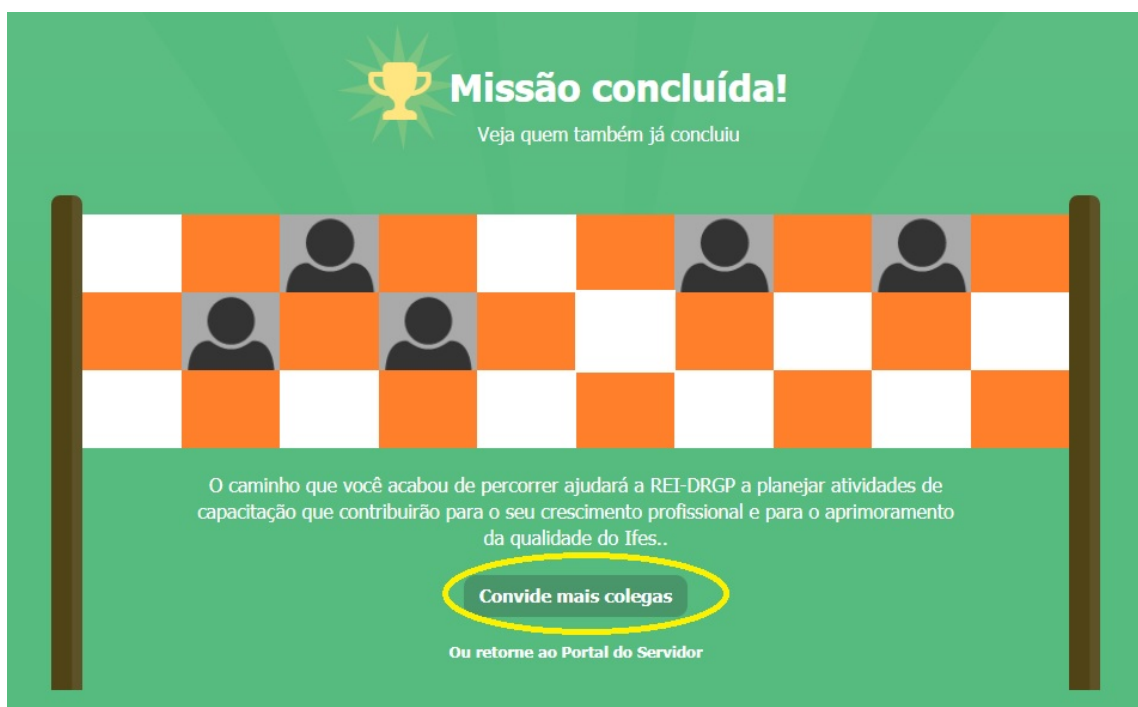 Missão concluída!
Veja quem também já concluiu
O caminho que você acabou de percorrer ajudará a REI-DRGP a planejar atividades de
capacitação que contribuirão para o seu crescimento profissional e para o aprimoramento
da qualidade do Ifes..
Convide mais colegas
Ou retorne ao Portal do Servidor